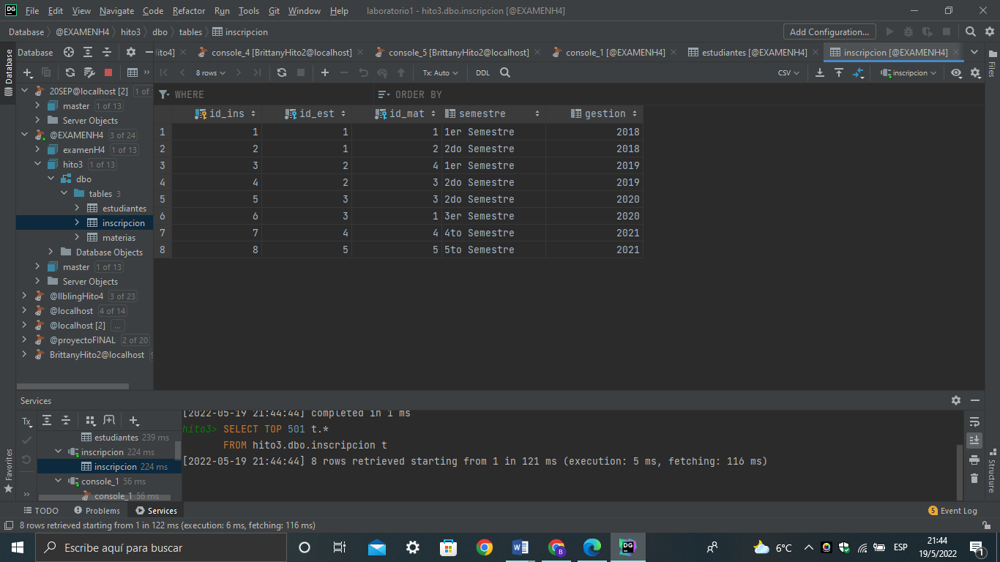 DG File Edit View Navigate Code Refactor Run Tools Git Window Help laboratorio1 - hito3.dbo.inscripcion [@EXAMENH4]
Database @EXAMENH4 hito3 dbo tables inscripcion Add Configuration...
Database
Database ito4] console_4 [BrittanyHito2@localhost] console_5 [BrittanyHito2@localhost] console_1 [@EXAMENH4] estudiantes [@EXAMENH4] inscripcion [@EXAMENH4]
Files
8 rows Tx: Auto DDL CSV inscripcion
WHERE ORDER BY
20SEP@localhost [2] 1 of
master 1 of 13
Server Objects
@EXAMENH4 3 of 24
examenH4 1 of 13
hito3 1 of 13
dbo
tables 3
estudiantes
inscripcion
materias
Database Objects
master 1 of 13
Server Objects
@IlblingHito4 3 of 23
@localhost 4 of 14
@localhost [2] ...
@proyectoFINAL 2 of 20
BrittanyHito2@localhost
id_ins id_est id_mat semestre gestion
1 1 1 1 1er Semestre 2018
2 2 1 2 2do Semestre 2018
3 3 2 4 1er Semestre 2019
4 4 2 3 2do Semestre 2019
5 5 3 3 2do Semestre 2020
6 6 3 1 3er Semestre 2020
7 7 4 4 4to Semestre 2021
8 8 5 5 5to Semestre 2021
Services
Tx
estudiantes 239 ms
inscripcion 224 ms
inscripcion 224 ms
console_1 56 ms
console_1 56 ms
[2022-05-19 21:44:44] completed in 1 ms
hito3> SELECT TOP 501 t.*
FROM hito3.dbo.inscripcion t
[2022-05-19 21:44:44] 8 rows retrieved starting from 1 in 121 ms (execution: 5 ms, fetching: 116 ms)
Favorites
Structure
TODO Problems Services 5 Event Log
8 rows retrieved starting from 1 in 122 ms (execution: 6 ms, fetching: 116 ms)
Escribe aquí para buscar W B DG 6°C ESP 21:44
19/5/2022
1